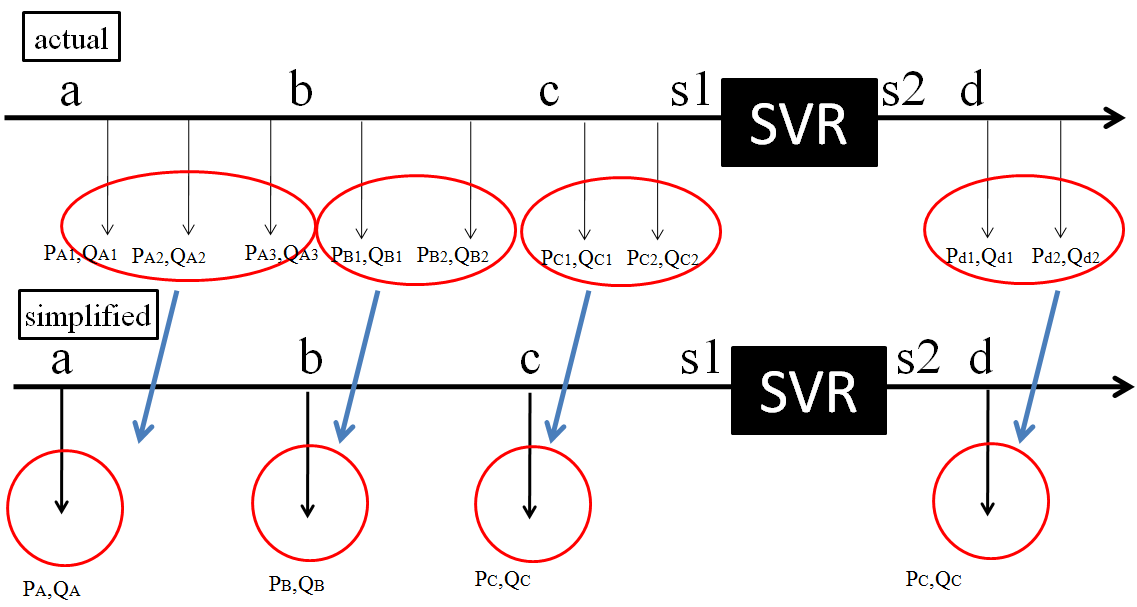 actual
a b c s1 SVR s2 d
PA1,QA1 PA2,QA2 PA3,QA3 PB1,QB1 PB2,QB2 PC1,QC1 PC2,QC2 Pd1,Qd1 Pd2,Qd2
simplified
a b c s1 SVR s2 d
PA,QA PB,QB PC,QC PC,QC